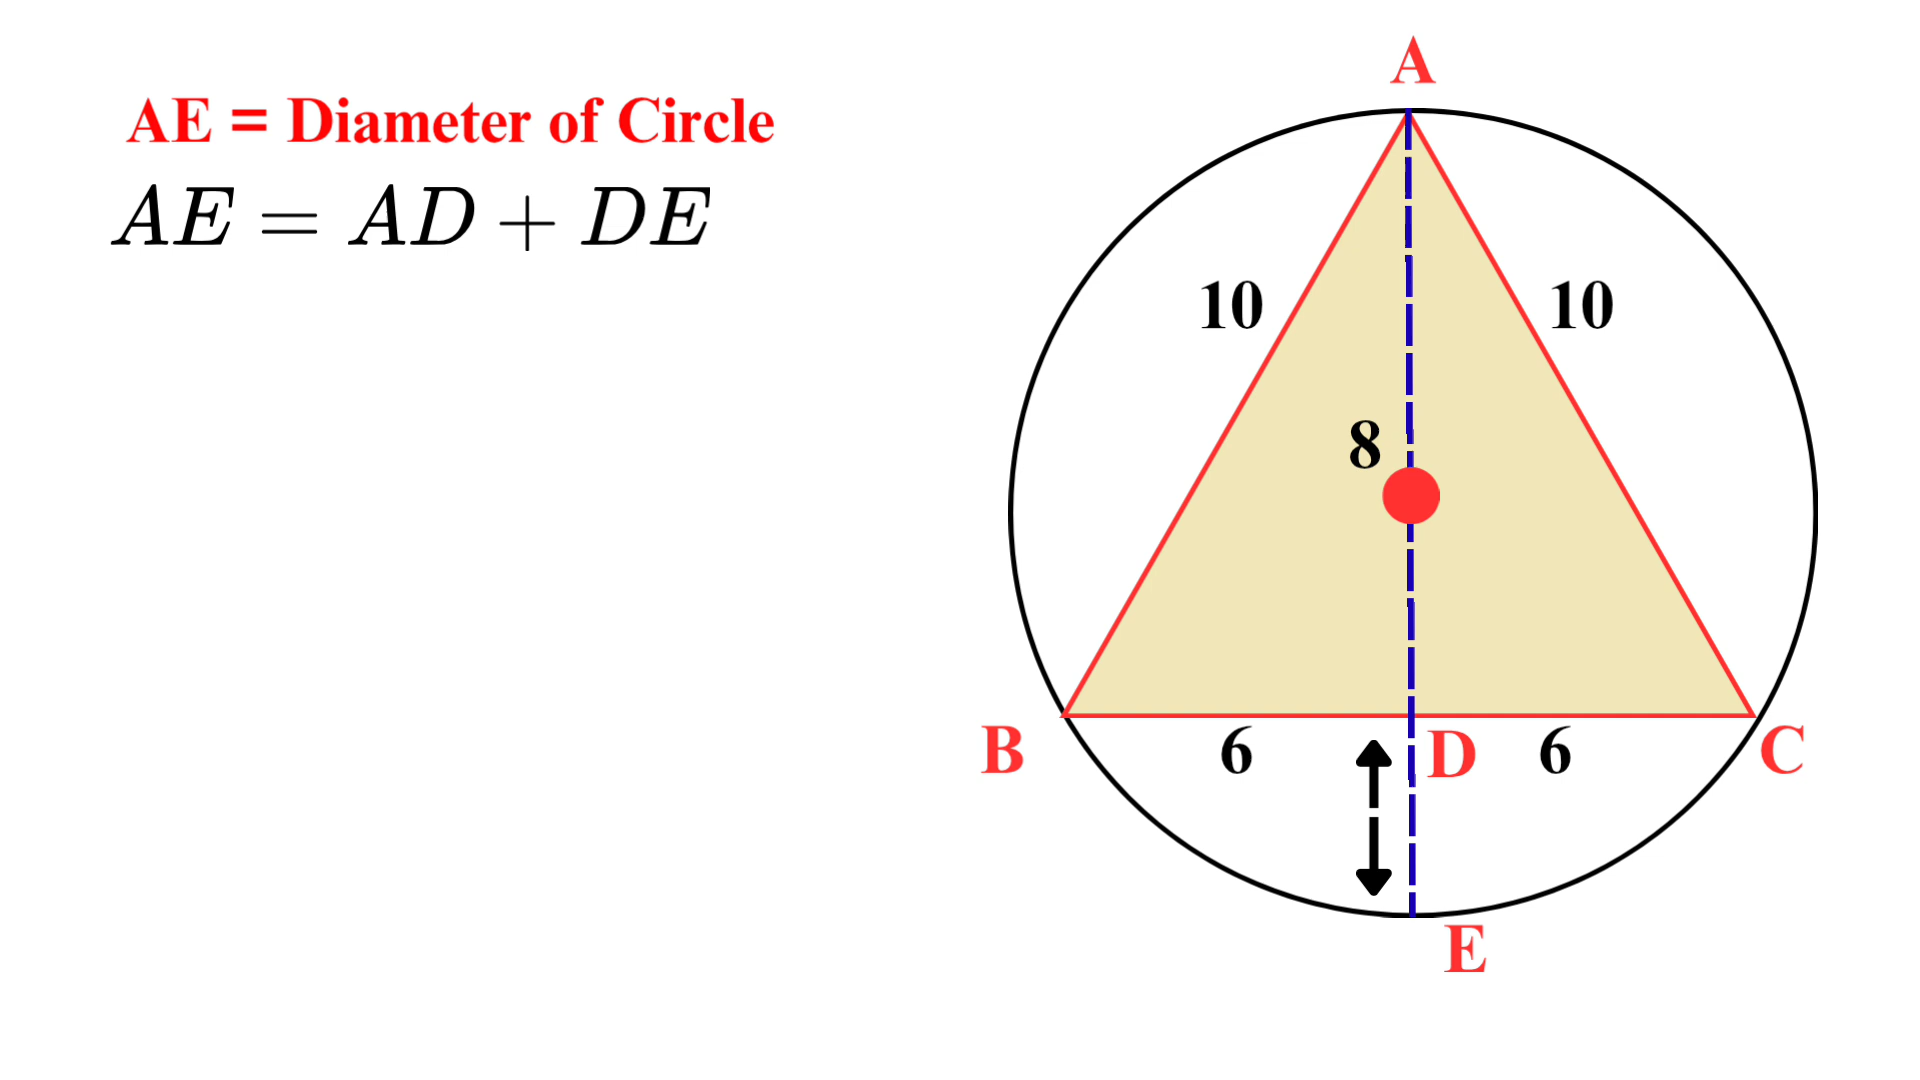 AE = Diameter of Circle
AE = AD + DE
A
10
10
8
B
6
D
6
C
E